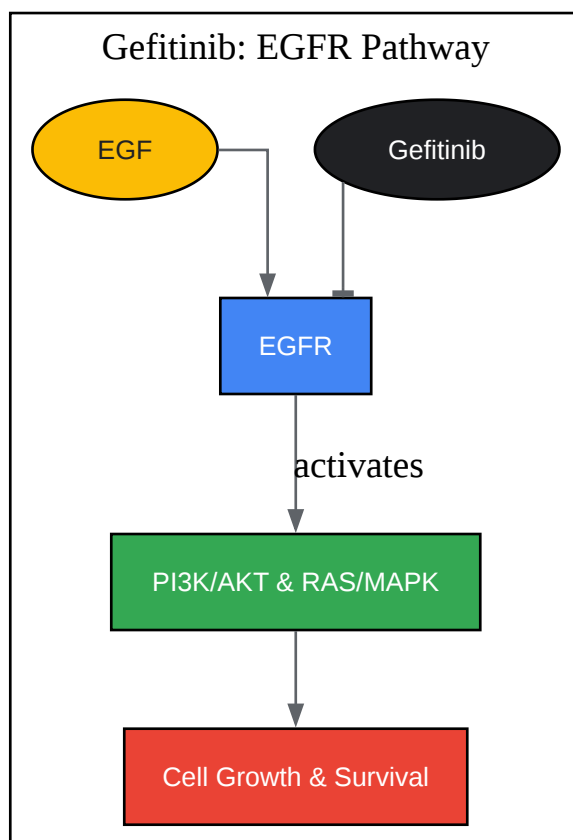 Gefitinib: EGFR Pathway
EGF
Gefitinib
EGFR
activates
PI3K/AKT & RAS/MAPK
Cell Growth & Survival